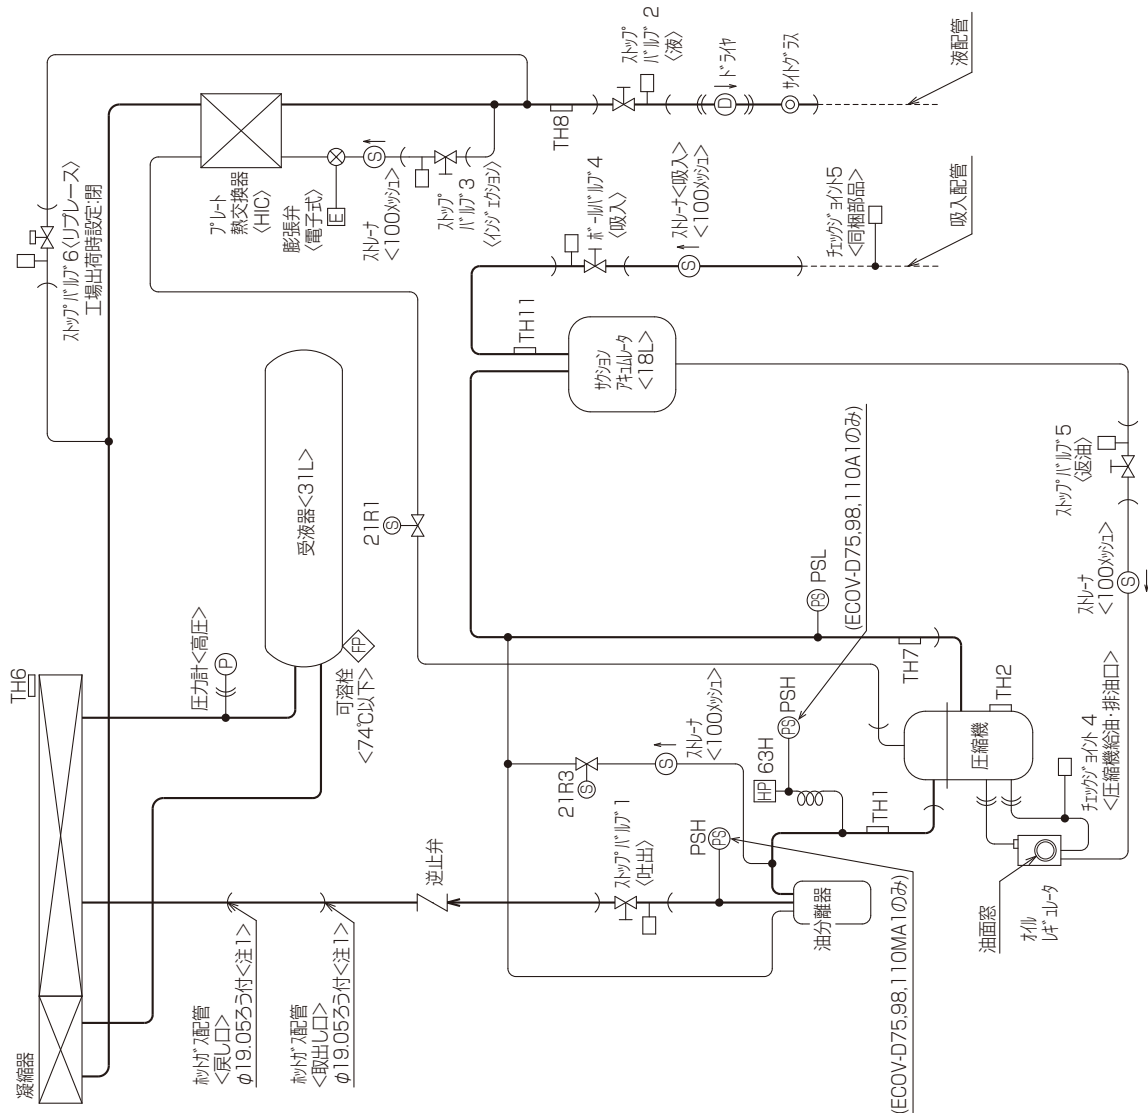 凝縮器
TH6
圧力計<高圧>
P
受液器<31L>
FP
可溶栓
<74℃以下>
ストップバルブ6<リプレース>
工場出荷時設定:閉
プレート
熱交換器
<HIC>
膨張弁
<電子式>
E
ストレーナ
<100メッシュ>
S
ストップ
バルブ3
<インジェクション>
TH8
ストップ
バルブ2
<液>
D
ドライヤ
サイトグラス
液配管
ボールバルブ4
<吸入>
ストレーナ<吸入>
<100メッシュ>
S
チェックジョイント5
<同梱部品>
吸入配管
TH11
サクション
アキュムレータ
<18L>
21R1
S
ストップバルブ5
<返油>
ストレーナ
<100メッシュ>
S
PS
PSL
(ECOV-D75,98,110A1のみ)
TH7
TH2
圧縮機
チェックジョイント4
<圧縮機給油・排油口>
油面窓
オイル
レギュレータ
21R3
S
ストレーナ
<100メッシュ>
S
HP
63H
PS
PSH
TH1
PSH
PS
(ECOV-D75,98,110MA1のみ)
油分離器
ストップバルブ1
<吐出>
逆止弁
ホットガス配管
<戻し口>
φ19.05ろう付<注1>
ホットガス配管
<取出し口>
φ19.05ろう付<注1>